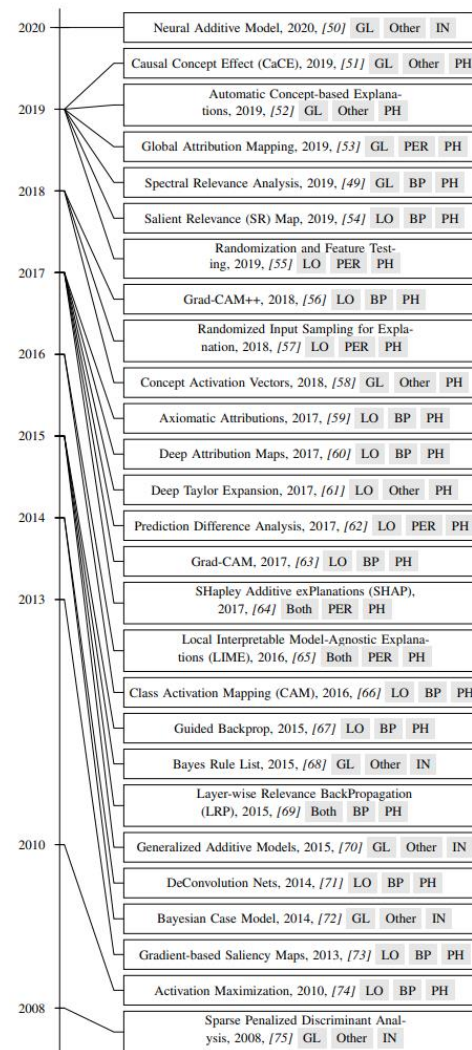 2020
Neural Additive Model, 2020, [50] GL Other IN
Causal Concept Effect (CaCE), 2019, [51] GL Other PH
Automatic Concept-based Expla-
nations, 2019, [52] GL Other PH
2019
Global Attribution Mapping, 2019, [53] GL PER PH
Spectral Relevance Analysis, 2019, [49] GL BP PH
2018
Salient Relevance (SR) Map, 2019, [54] LO BP PH
Randomization and Feature Test-
ing, 2019, [55] LO PER PH
2017
Grad-CAM++, 2018, [56] LO BP PH
Randomized Input Sampling for Expla-
nation, 2018, [57] LO PER PH
2016
Concept Activation Vectors, 2018, [58] GL Other PH
Axiomatic Attributions, 2017, [59] LO BP PH
2015
Deep Attribution Maps, 2017, [60] LO BP PH
Deep Taylor Expansion, 2017, [61] LO Other PH
2014
Prediction Difference Analysis, 2017, [62] LO PER PH
Grad-CAM, 2017, [63] LO BP PH
2013
SHapley Additive exPlanations (SHAP),
2017, [64] Both PER PH
Local Interpretable Model-Agnostic Explana-
tions (LIME), 2016, [65] Both PER PH
Class Activation Mapping (CAM), 2016, [66] LO BP PH
Guided Backprop, 2015, [67] LO BP PH
Bayes Rule List, 2015, [68] GL Other IN
Layer-wise Relevance BackPropagation
(LRP), 2015, [69] Both BP PH
2010
Generalized Additive Models, 2015, [70] GL Other IN
DeConvolution Nets, 2014, [71] LO BP PH
Bayesian Case Model, 2014, [72] GL Other IN
Gradient-based Saliency Maps, 2013, [73] LO BP PH
Activation Maximization, 2010, [74] LO BP PH
2008
Sparse Penalized Discriminant Anal-
ysis, 2008, [75] GL Other IN